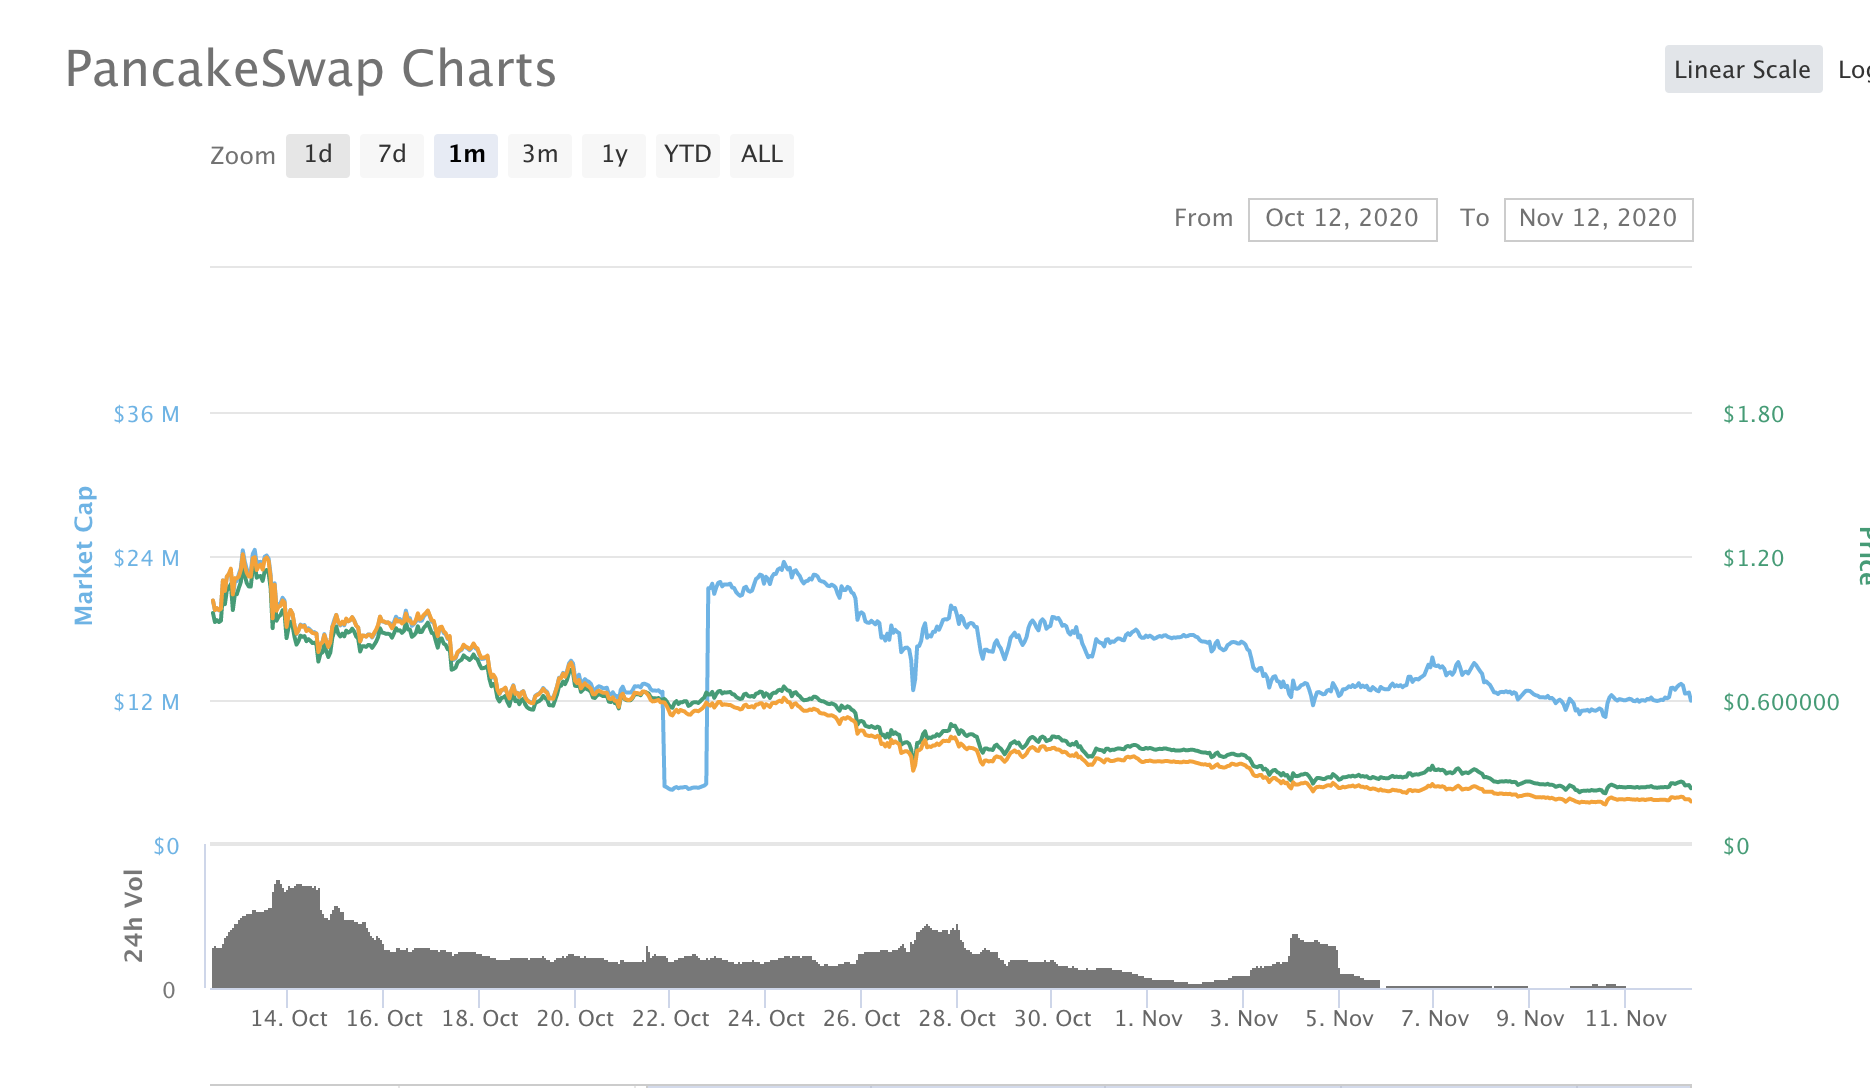 PancakeSwap Charts
Linear Scale
Zoom 1d 7d 1m 3m 1y YTD ALL
From Oct 12, 2020 To Nov 12, 2020
$36 M
$24 M
$12 M
$0
Market Cap
$1.80
$1.20
$0.600000
$0
Price
24h Vol
0
14. Oct 16. Oct 18. Oct 20. Oct 22. Oct 24. Oct 26. Oct 28. Oct 30. Oct 1. Nov 3. Nov 5. Nov 7. Nov 9. Nov 11. Nov